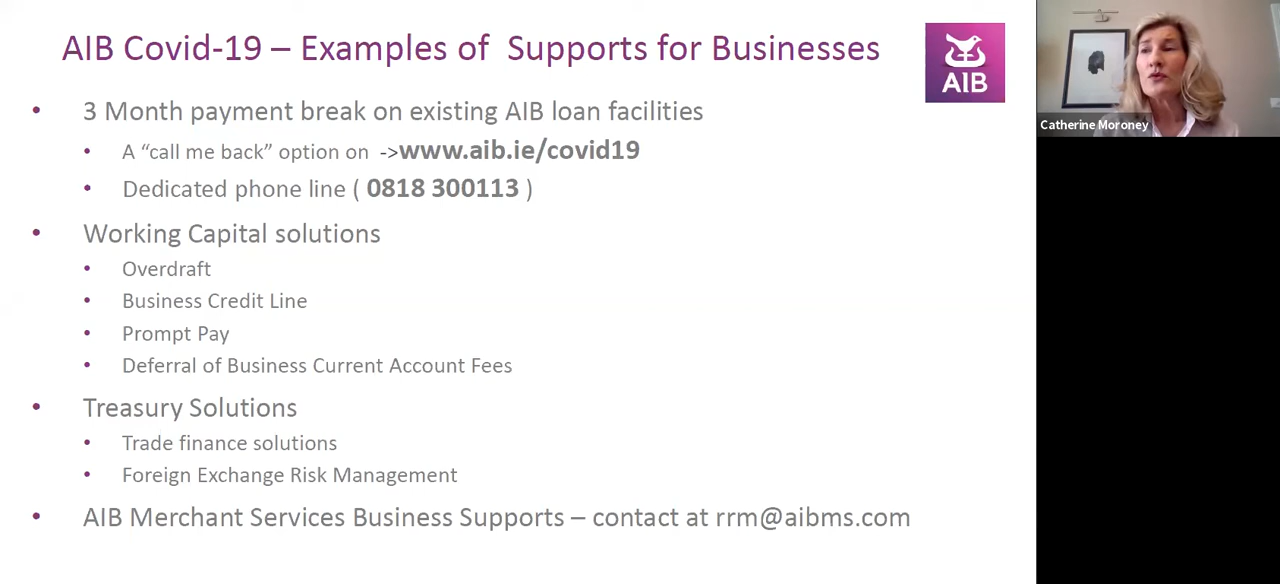 AIB Covid-19 – Examples of Supports for Businesses
AIB
• 3 Month payment break on existing AIB loan facilities
• A “call me back” option on ->www.aib.ie/covid19
• Dedicated phone line ( 0818 300113 )
• Working Capital solutions
• Overdraft
• Business Credit Line
• Prompt Pay
• Deferral of Business Current Account Fees
• Treasury Solutions
• Trade finance solutions
• Foreign Exchange Risk Management
• AIB Merchant Services Business Supports – contact at rrm@aibms.com
Catherine Moroney